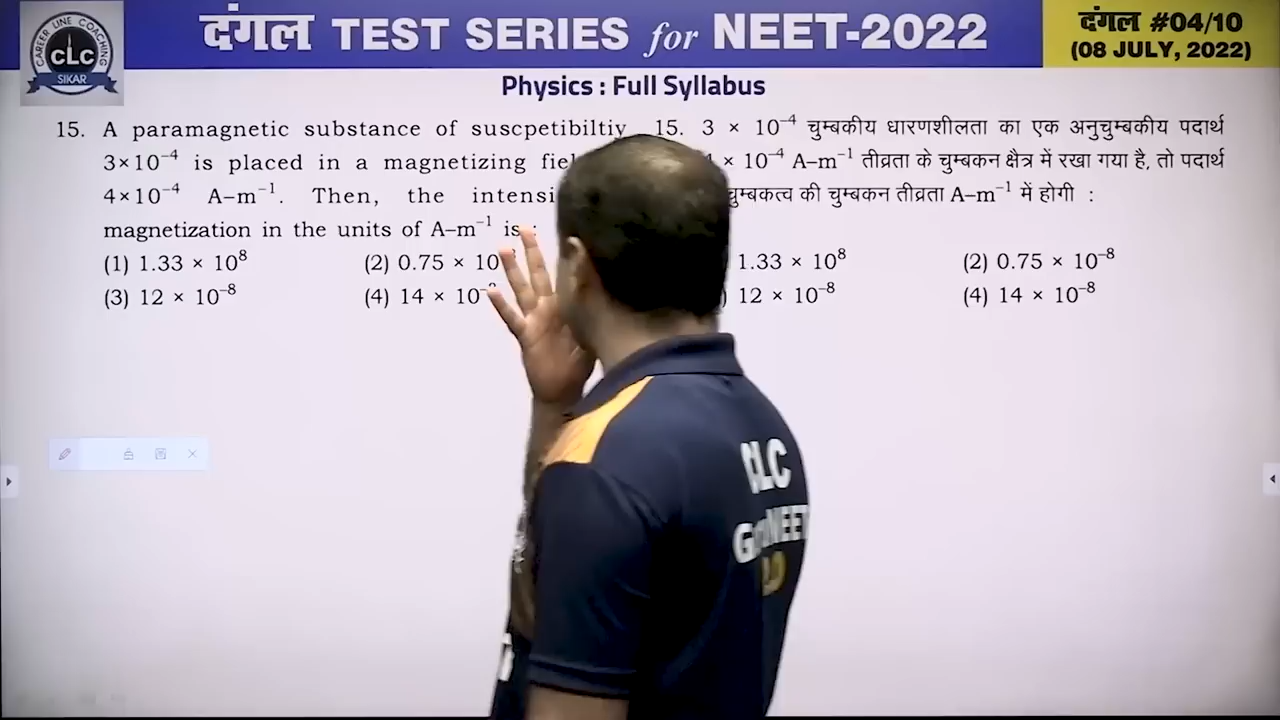 CAREER LINE COACHING
CLC
SIKAR
दंगल TEST SERIES for NEET-2022
दंगल #04/10
(08 JULY, 2022)
Physics : Full Syllabus
15. A paramagnetic substance of suscpetibiltiy
3×10⁻⁴ is placed in a magnetizing
4×10⁻⁴ A–m⁻¹. Then, the
magnetization in the units of A–m⁻¹ is :
(1) 1.33 × 10⁸ (2) 0.75 × 10
(3) 12 × 10⁻⁸ (4) 14 × 10
15. 3 × 10⁻⁴ चुम्बकीय धारणशीलता का एक अनुचुम्बकीय पदार्थ
× 10⁻⁴ A–m⁻¹ तीव्रता के चुम्बकन क्षैत्र में रखा गया है, तो पदार्थ
चुम्बकत्व की चुम्बकन तीव्रता A–m⁻¹ में होगी :
1.33 × 10⁸ (2) 0.75 × 10⁻⁸
12 × 10⁻⁸ (4) 14 × 10⁻⁸
CLC